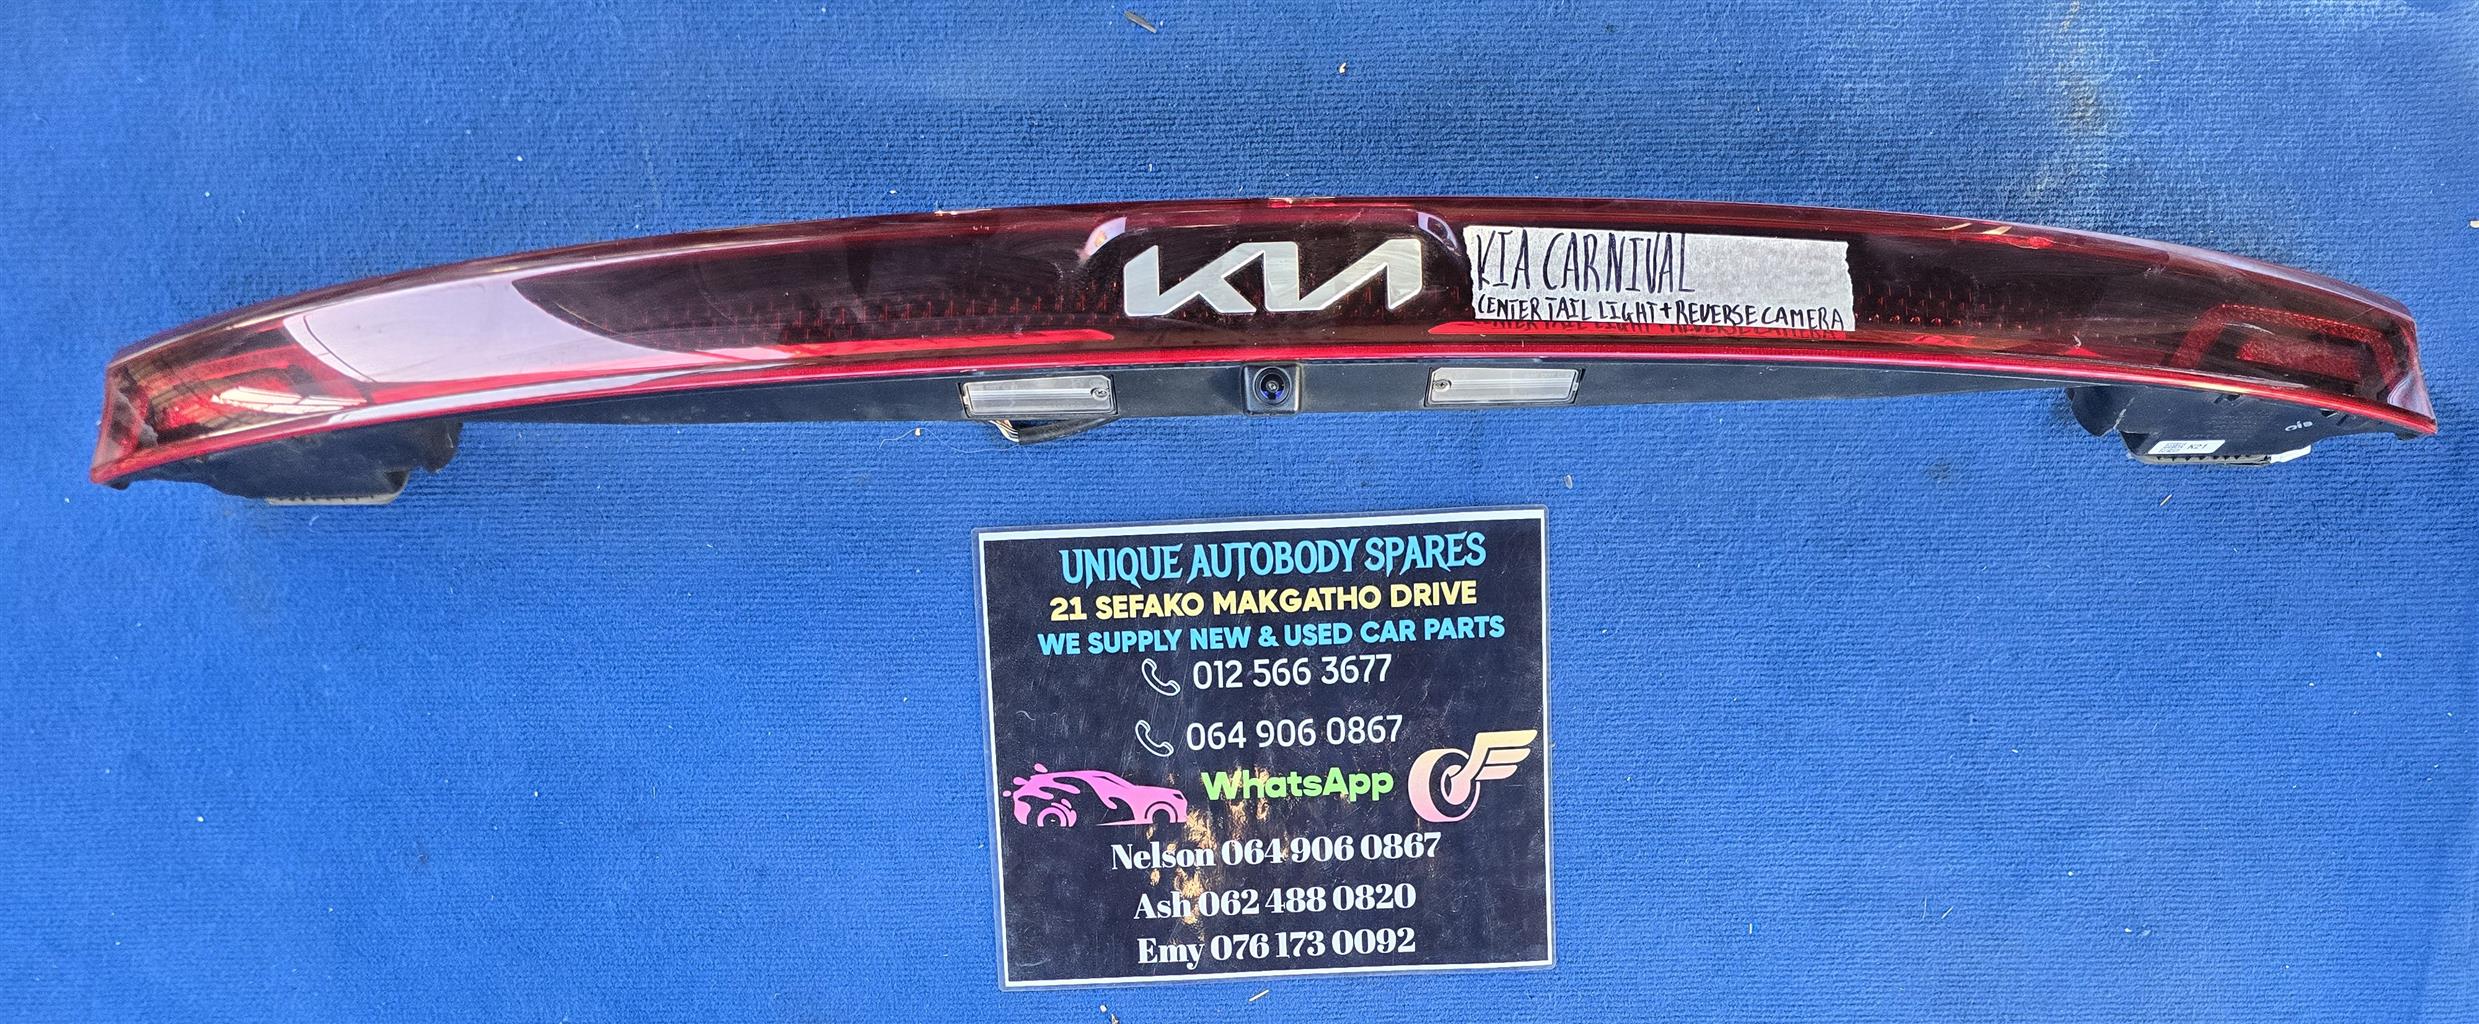 KIA
KIA CARNIVAL
CENTER TAIL LIGHT + REVERSE CAMERA
K21
UNIQUE AUTOBODY SPARES
21 SEFAKO MAKGATHO DRIVE
WE SUPPLY NEW & USED CAR PARTS
012 566 3677
064 906 0867
WhatsApp
Nelson 064 906 0867
Ash 062 488 0820
Emy 076 173 0092